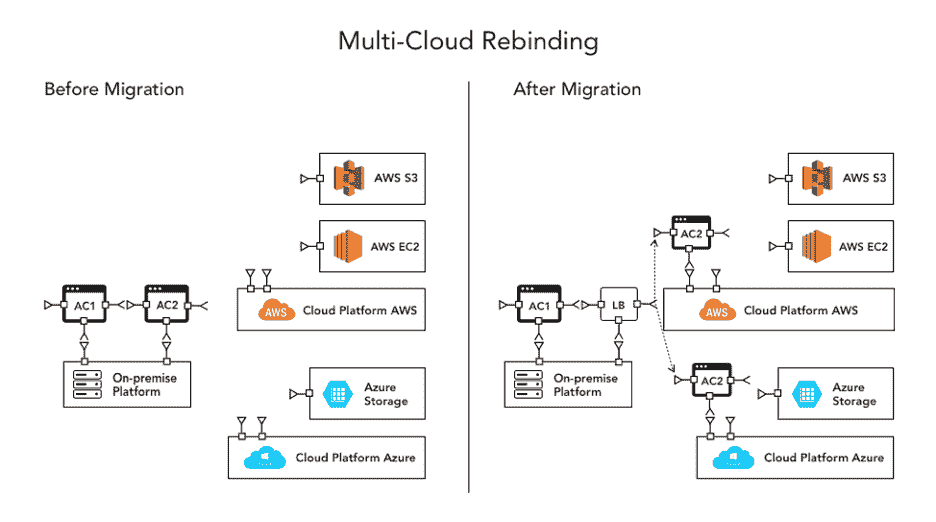 Multi-Cloud Rebinding
Before Migration
AWS S3
AWS EC2
AC1
AC2
AWS
Cloud Platform AWS
On-premise
Platform
Azure
Storage
Cloud Platform Azure
After Migration
AWS S3
AC2
AWS EC2
AC1
LB
AWS
Cloud Platform AWS
On-premise
Platform
AC2
Azure
Storage
Cloud Platform Azure